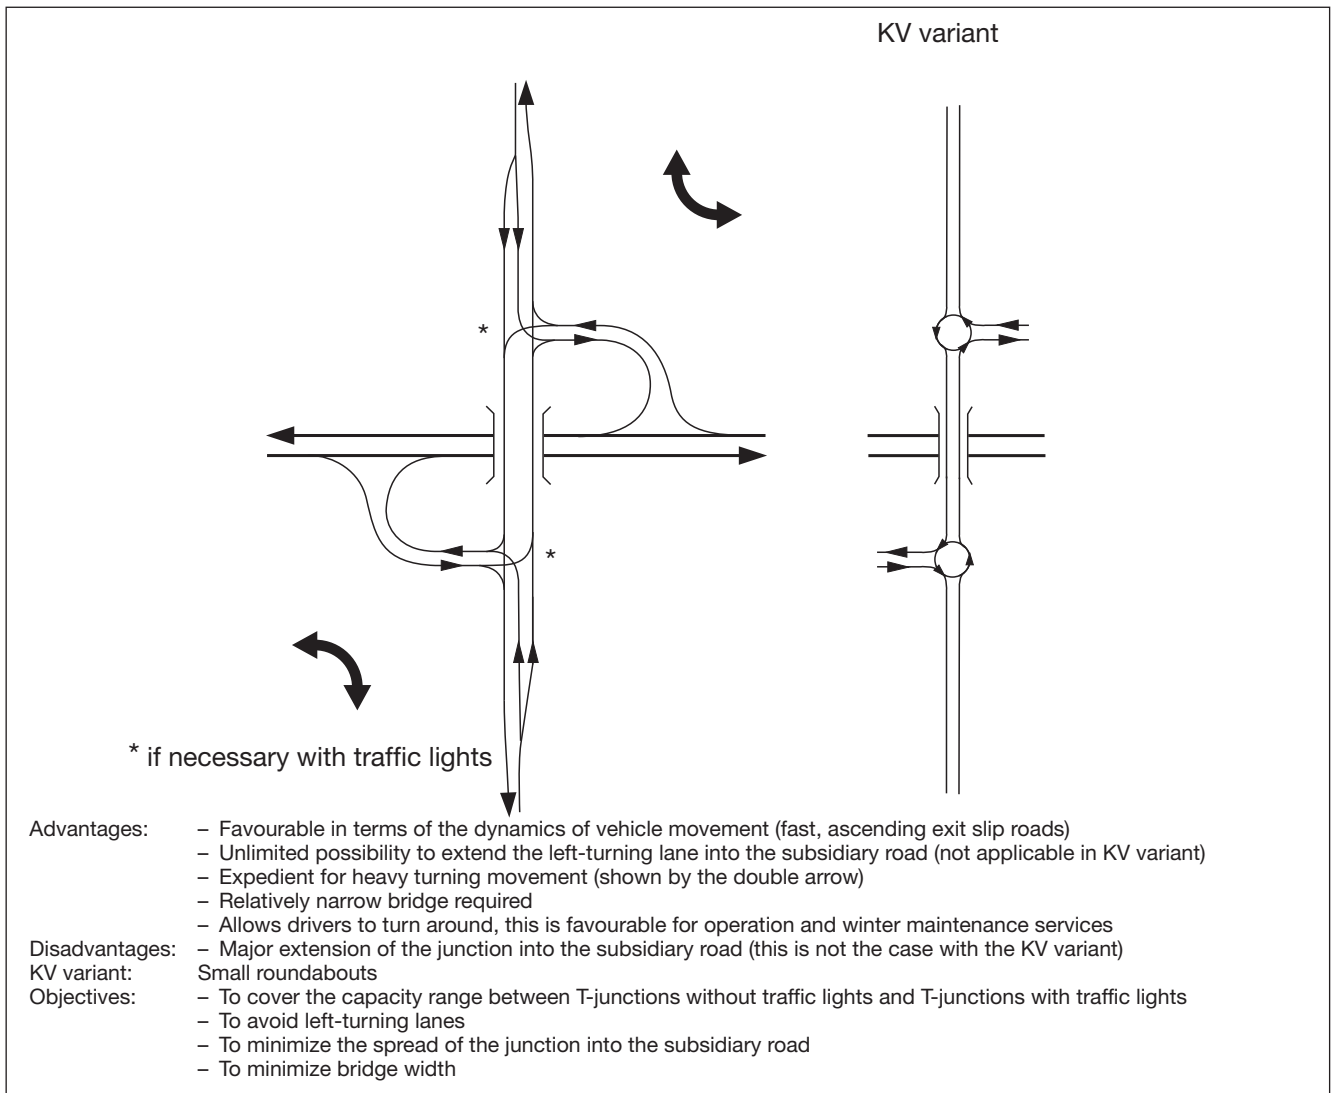 KV variant
*
*
* if necessary with traffic lights
Advantages: – Favourable in terms of the dynamics of vehicle movement (fast, ascending exit slip roads)
– Unlimited possibility to extend the left-turning lane into the subsidiary road (not applicable in KV variant)
– Expedient for heavy turning movement (shown by the double arrow)
– Relatively narrow bridge required
– Allows drivers to turn around, this is favourable for operation and winter maintenance services
Disadvantages: – Major extension of the junction into the subsidiary road (this is not the case with the KV variant)
KV variant: Small roundabouts
Objectives: – To cover the capacity range between T-junctions without traffic lights and T-junctions with traffic lights
– To avoid left-turning lanes
– To minimize the spread of the junction into the subsidiary road
– To minimize bridge width